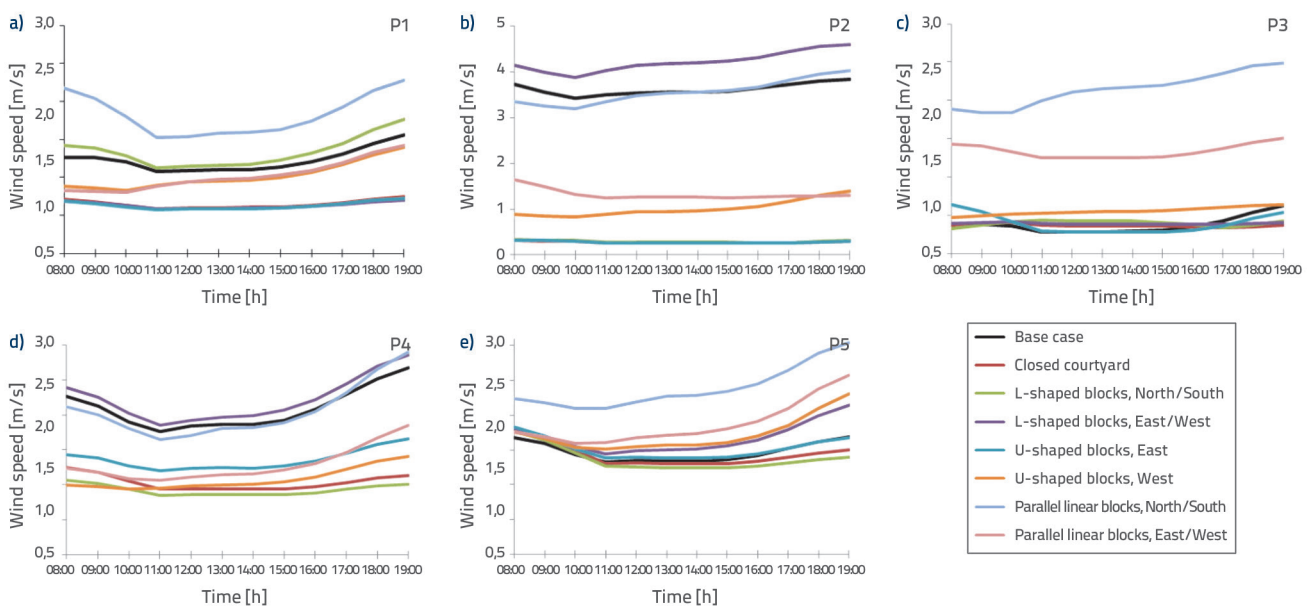 a)
P1
Wind speed [m/s]
3,0
2,5
2,0
1,5
1,0
0,5
08:00 09:00 10:00 11:00 12:00 13:00 14:00 15:00 16:00 17:00 18:00 19:00
Time [h]
b)
P2
Wind speed [m/s]
5
4
3
2
1
0
08:00 09:00 10:00 11:00 12:00 13:00 14:00 15:00 16:00 17:00 18:00 19:00
Time [h]
c)
P3
Wind speed [m/s]
3,0
2,5
2,0
1,5
1,0
0,5
08:00 09:00 10:00 11:00 12:00 13:00 14:00 15:00 16:00 17:00 18:00 19:00
Time [h]
d)
P4
Wind speed [m/s]
3,0
2,5
2,0
1,5
1,0
0,5
08:00 09:00 10:00 11:00 12:00 13:00 14:00 15:00 16:00 17:00 18:00 19:00
Time [h]
e)
P5
Wind speed [m/s]
3,0
2,5
2,0
1,5
1,0
0,5
08:00 09:00 10:00 11:00 12:00 13:00 14:00 15:00 16:00 17:00 18:00 19:00
Time [h]
Base case
Closed courtyard
L-shaped blocks, North/South
L-shaped blocks, East/West
U-shaped blocks, East
U-shaped blocks, West
Parallel linear blocks, North/South
Parallel linear blocks, East/West